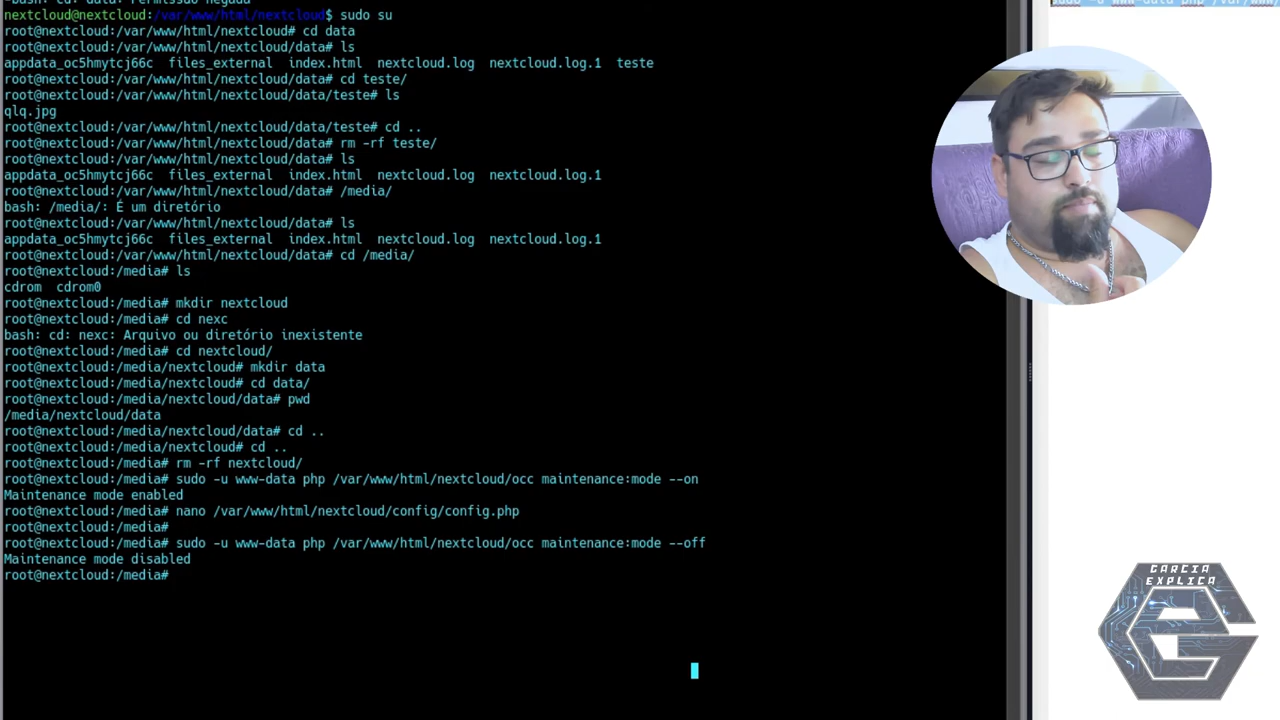 -bash: cd: data: Permissão negada
nextcloud@nextcloud:/var/www/html/nextcloud$ sudo su
root@nextcloud:/var/www/html/nextcloud# cd data
root@nextcloud:/var/www/html/nextcloud/data# ls
appdata_oc5hmytcj66c  files_external  index.html  nextcloud.log  nextcloud.log.1  teste
root@nextcloud:/var/www/html/nextcloud/data# cd teste/
root@nextcloud:/var/www/html/nextcloud/data/teste# ls
qlq.jpg
root@nextcloud:/var/www/html/nextcloud/data/teste# cd ..
root@nextcloud:/var/www/html/nextcloud/data# rm -rf teste/
root@nextcloud:/var/www/html/nextcloud/data# ls
appdata_oc5hmytcj66c  files_external  index.html  nextcloud.log  nextcloud.log.1
root@nextcloud:/var/www/html/nextcloud/data# /media/
bash: /media/: É um diretório
root@nextcloud:/var/www/html/nextcloud/data# ls
appdata_oc5hmytcj66c  files_external  index.html  nextcloud.log  nextcloud.log.1
root@nextcloud:/var/www/html/nextcloud/data# cd /media/
root@nextcloud:/media# ls
cdrom  cdrom0
root@nextcloud:/media# mkdir nextcloud
root@nextcloud:/media# cd nexc
bash: cd: nexc: Arquivo ou diretório inexistente
root@nextcloud:/media# cd nextcloud/
root@nextcloud:/media/nextcloud# mkdir data
root@nextcloud:/media/nextcloud# cd data/
root@nextcloud:/media/nextcloud/data# pwd
/media/nextcloud/data
root@nextcloud:/media/nextcloud/data# cd ..
root@nextcloud:/media/nextcloud# cd ..
root@nextcloud:/media# rm -rf nextcloud/
root@nextcloud:/media# sudo -u www-data php /var/www/html/nextcloud/occ maintenance:mode --on
Maintenance mode enabled
root@nextcloud:/media# nano /var/www/html/nextcloud/config/config.php
root@nextcloud:/media#
root@nextcloud:/media# sudo -u www-data php /var/www/html/nextcloud/occ maintenance:mode --off
Maintenance mode disabled
root@nextcloud:/media#
sudo -u www-data php /var/www/
GARCIA
EXPLICA